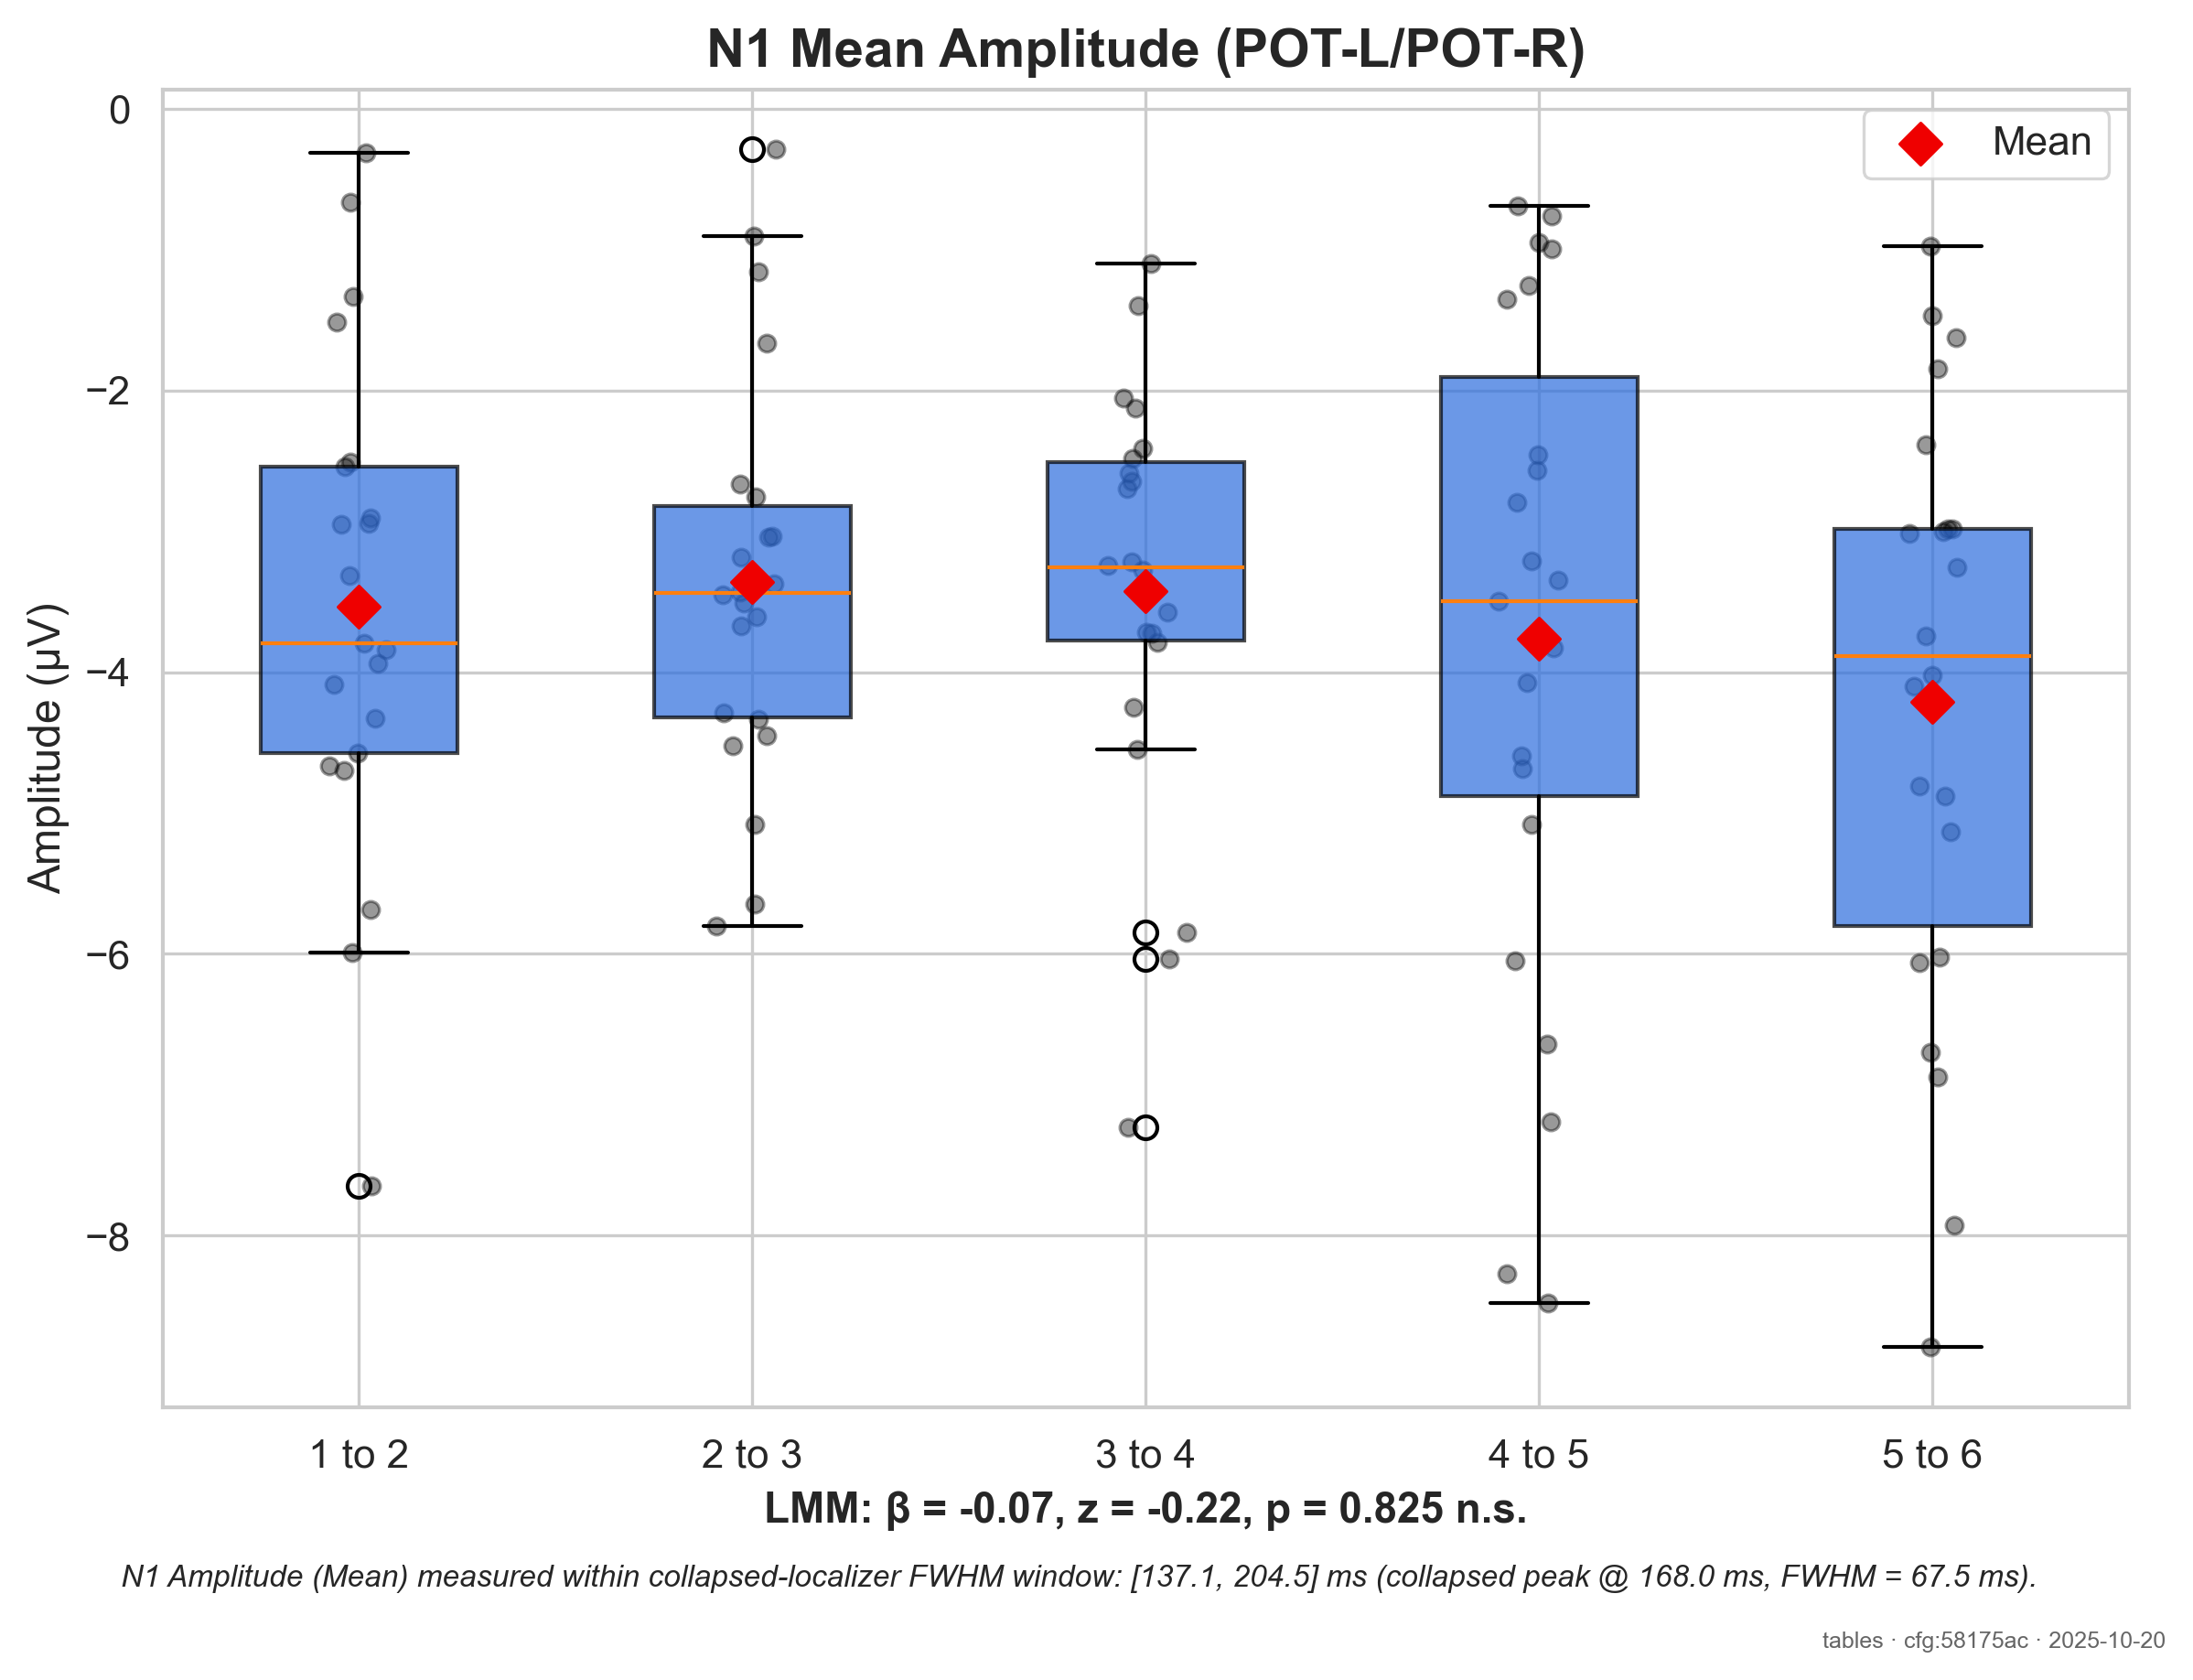 N1 Mean Amplitude (POT-L/POT-R)
Mean
Amplitude (µV)
0
−2
−4
−6
−8
1 to 2
2 to 3
3 to 4
4 to 5
5 to 6
LMM: β = -0.07, z = -0.22, p = 0.825 n.s.
N1 Amplitude (Mean) measured within collapsed-localizer FWHM window: [137.1, 204.5] ms (collapsed peak @ 168.0 ms, FWHM = 67.5 ms).
tables · cfg:58175ac · 2025-10-20